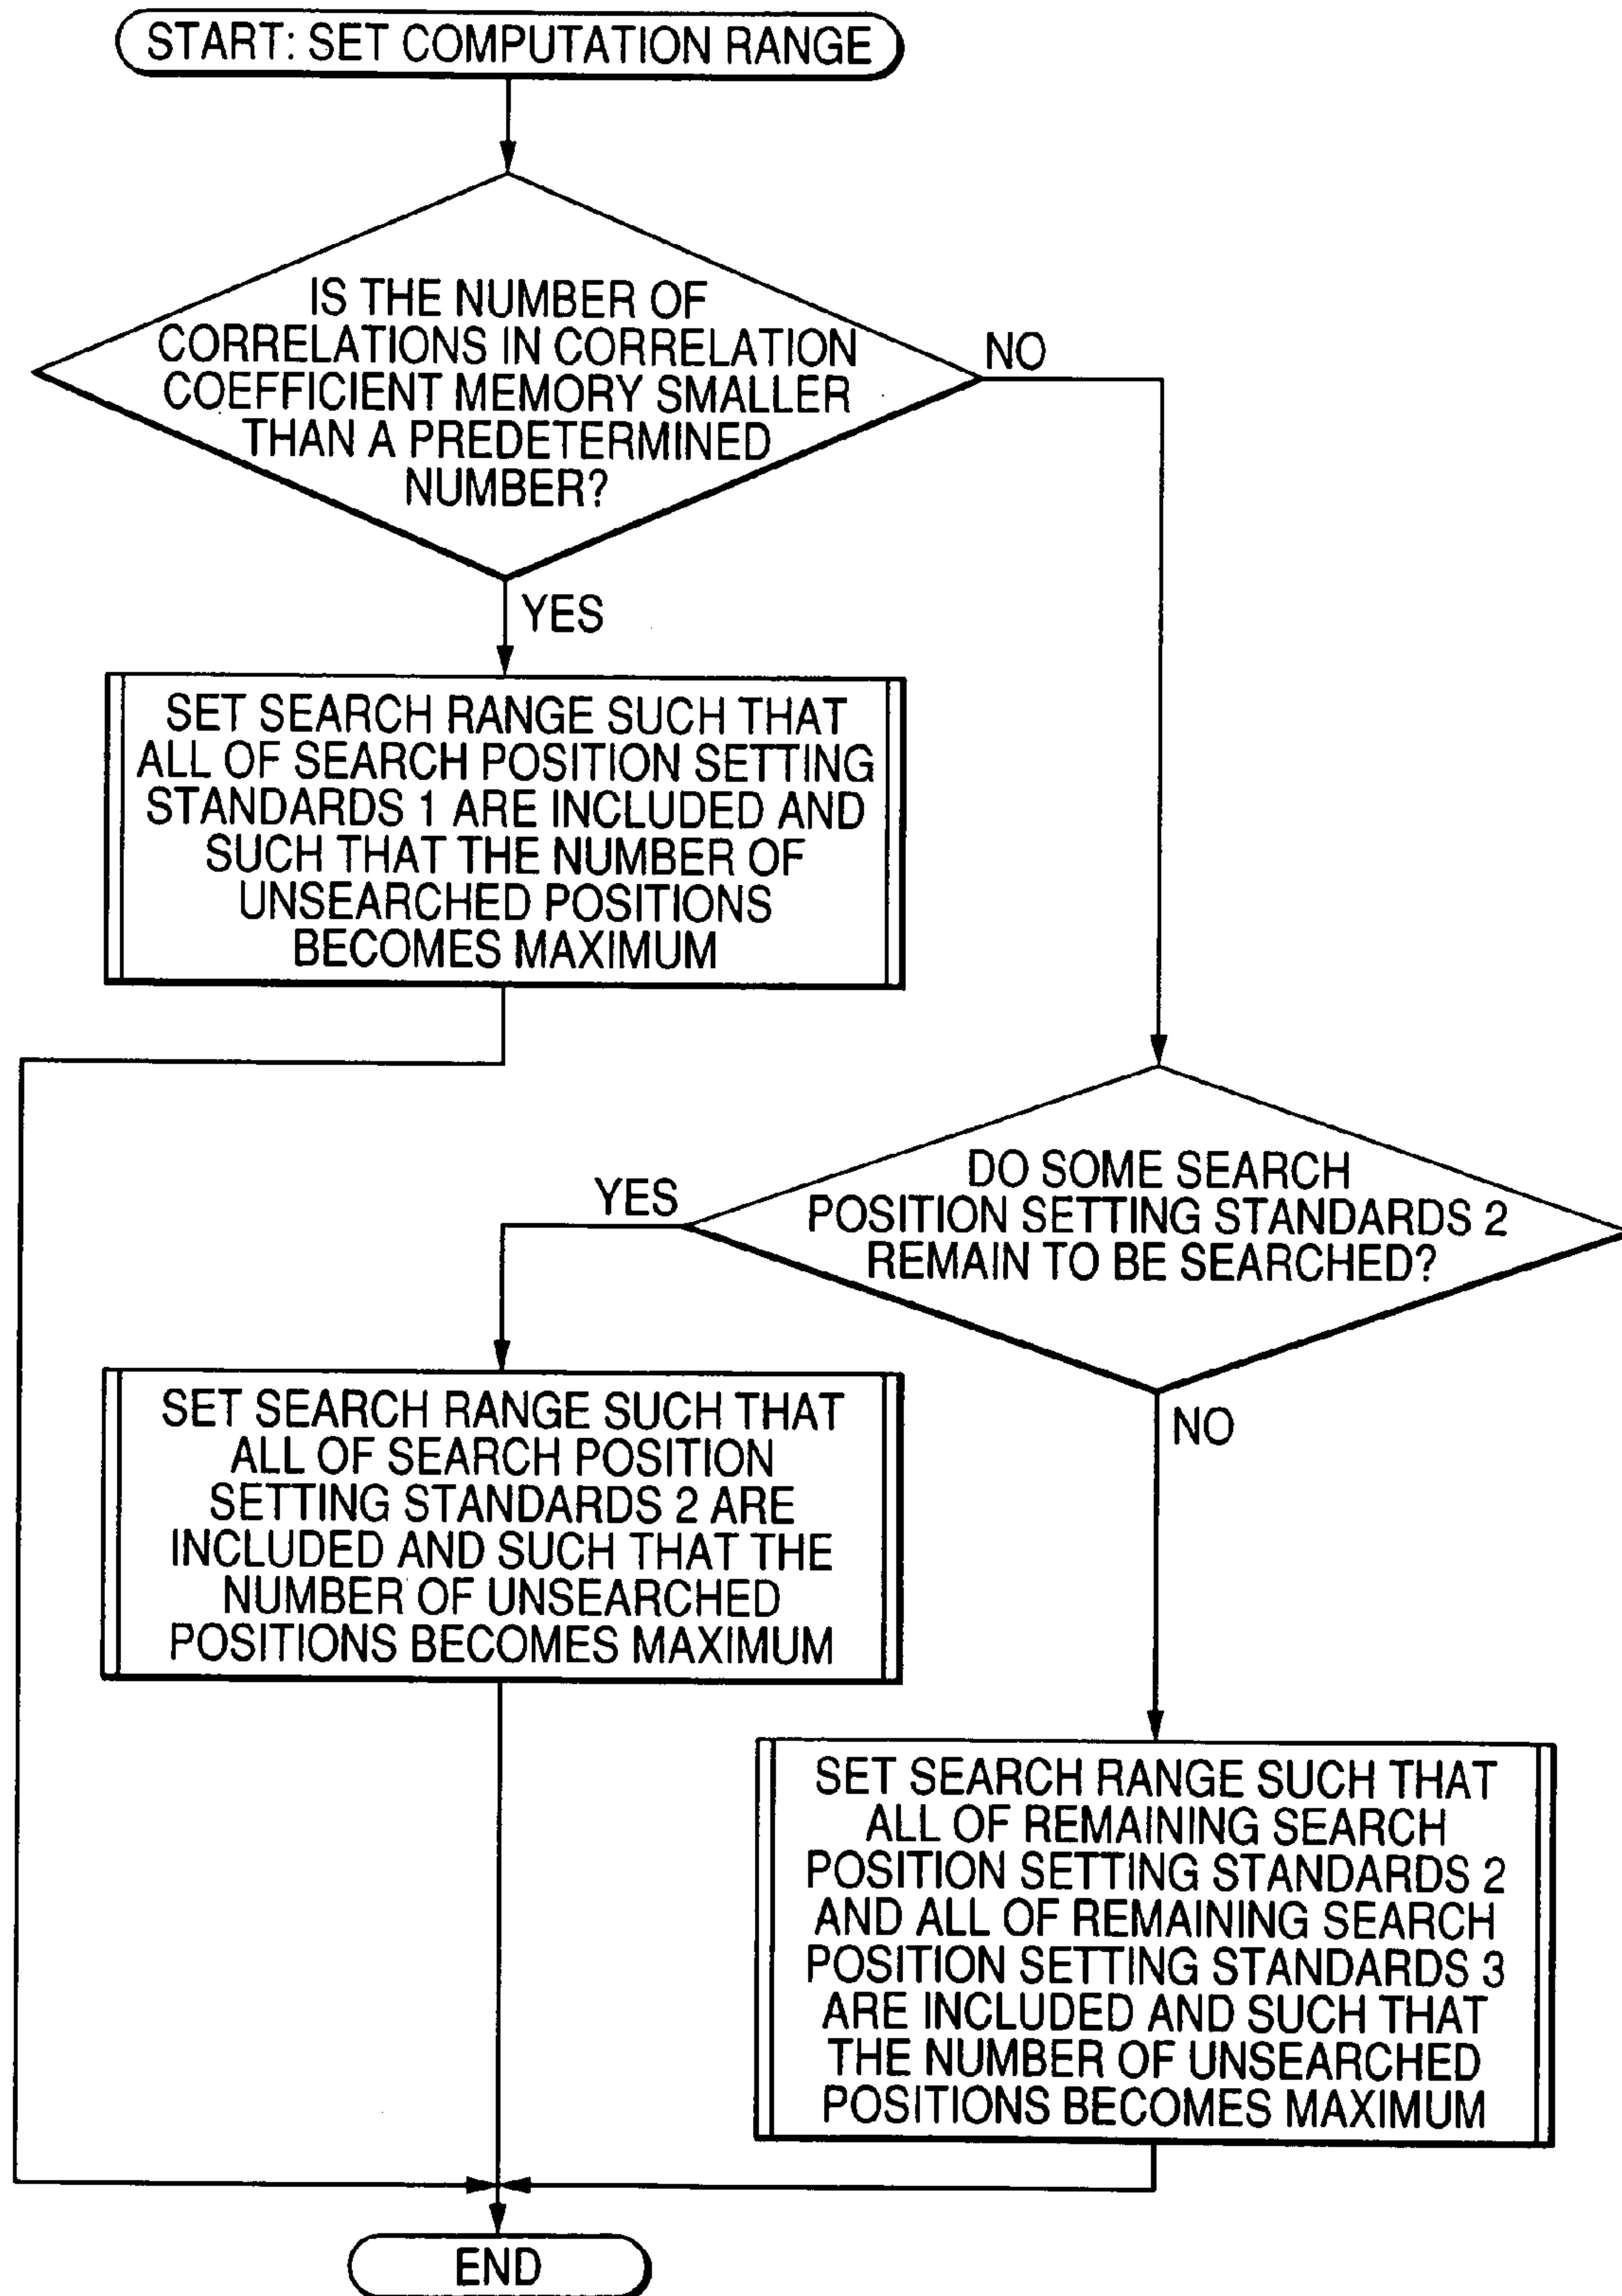 START: SET COMPUTATION RANGE
IS THE NUMBER OF
CORRELATIONS IN CORRELATION
COEFFICIENT MEMORY SMALLER
THAN A PREDETERMINED
NUMBER?
NO
YES
SET SEARCH RANGE SUCH THAT
ALL OF SEARCH POSITION SETTING
STANDARDS 1 ARE INCLUDED AND
SUCH THAT THE NUMBER OF
UNSEARCHED POSITIONS
BECOMES MAXIMUM
DO SOME SEARCH
POSITION SETTING STANDARDS 2
REMAIN TO BE SEARCHED?
YES
NO
SET SEARCH RANGE SUCH THAT
ALL OF SEARCH POSITION
SETTING STANDARDS 2 ARE
INCLUDED AND SUCH THAT THE
NUMBER OF UNSEARCHED
POSITIONS BECOMES MAXIMUM
SET SEARCH RANGE SUCH THAT
ALL OF REMAINING SEARCH
POSITION SETTING STANDARDS 2
AND ALL OF REMAINING SEARCH
POSITION SETTING STANDARDS 3
ARE INCLUDED AND SUCH THAT
THE NUMBER OF UNSEARCHED
POSITIONS BECOMES MAXIMUM
END